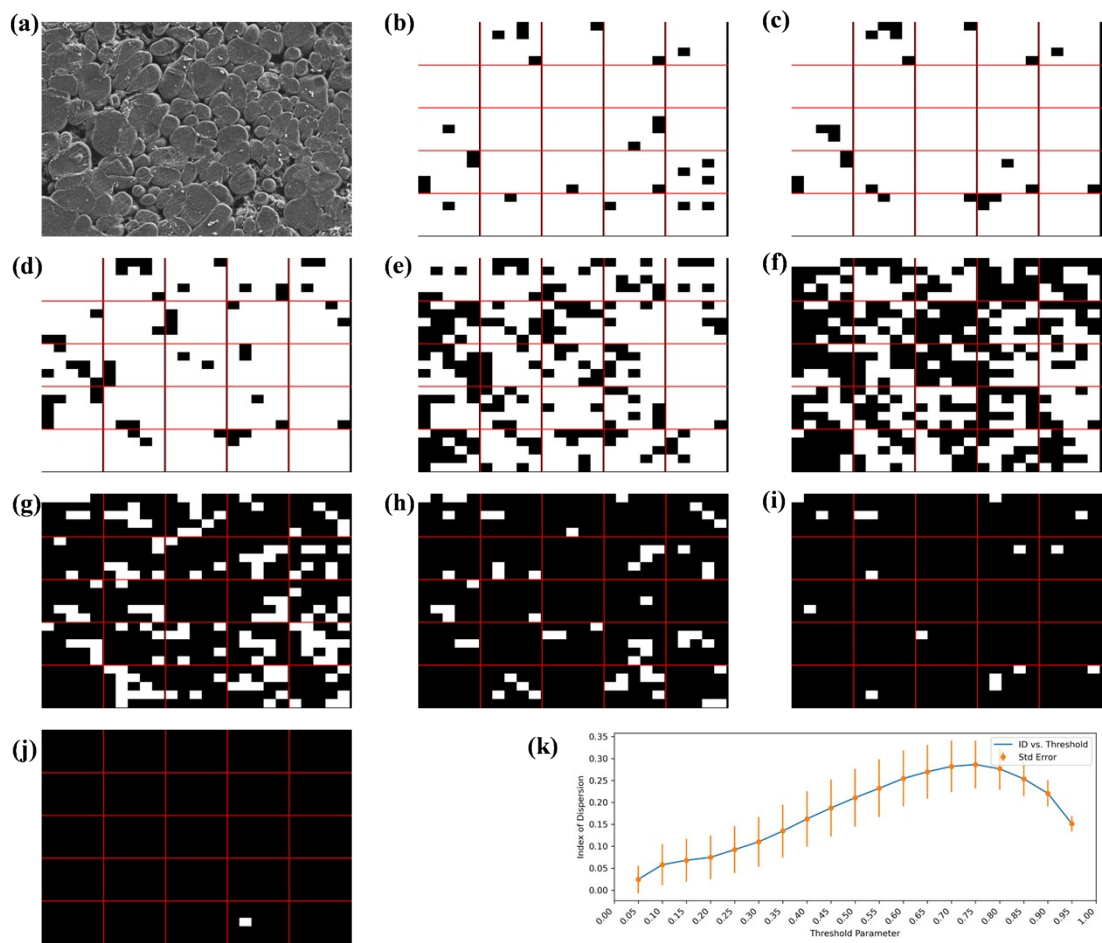 (a)
(b)
(c)
(d)
(e)
(f)
(g)
(h)
(i)
(j)
(k)
ID vs. Threshold
Std Error
Index of Dispersion
0.35
0.30
0.25
0.20
0.15
0.10
0.05
0.00
0.00 0.05 0.10 0.15 0.20 0.25 0.30 0.35 0.40 0.45 0.50 0.55 0.60 0.65 0.70 0.75 0.80 0.85 0.90 0.95 1.00
Threshold Parameter